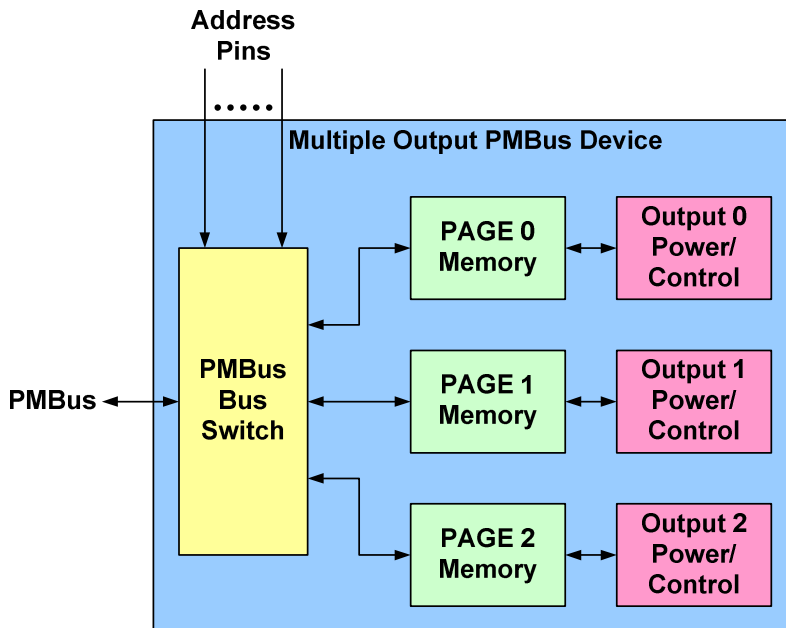 Address
Pins
Multiple Output PMBus Device
PAGE 0
Memory
Output 0
Power/
Control
PMBus
PMBus
Bus
Switch
PAGE 1
Memory
Output 1
Power/
Control
PAGE 2
Memory
Output 2
Power/
Control